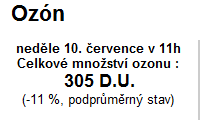 Ozón
neděle 10. července v 11h
Celkové množství ozonu :
305 D.U.
(-11 %, podprůměrný stav)